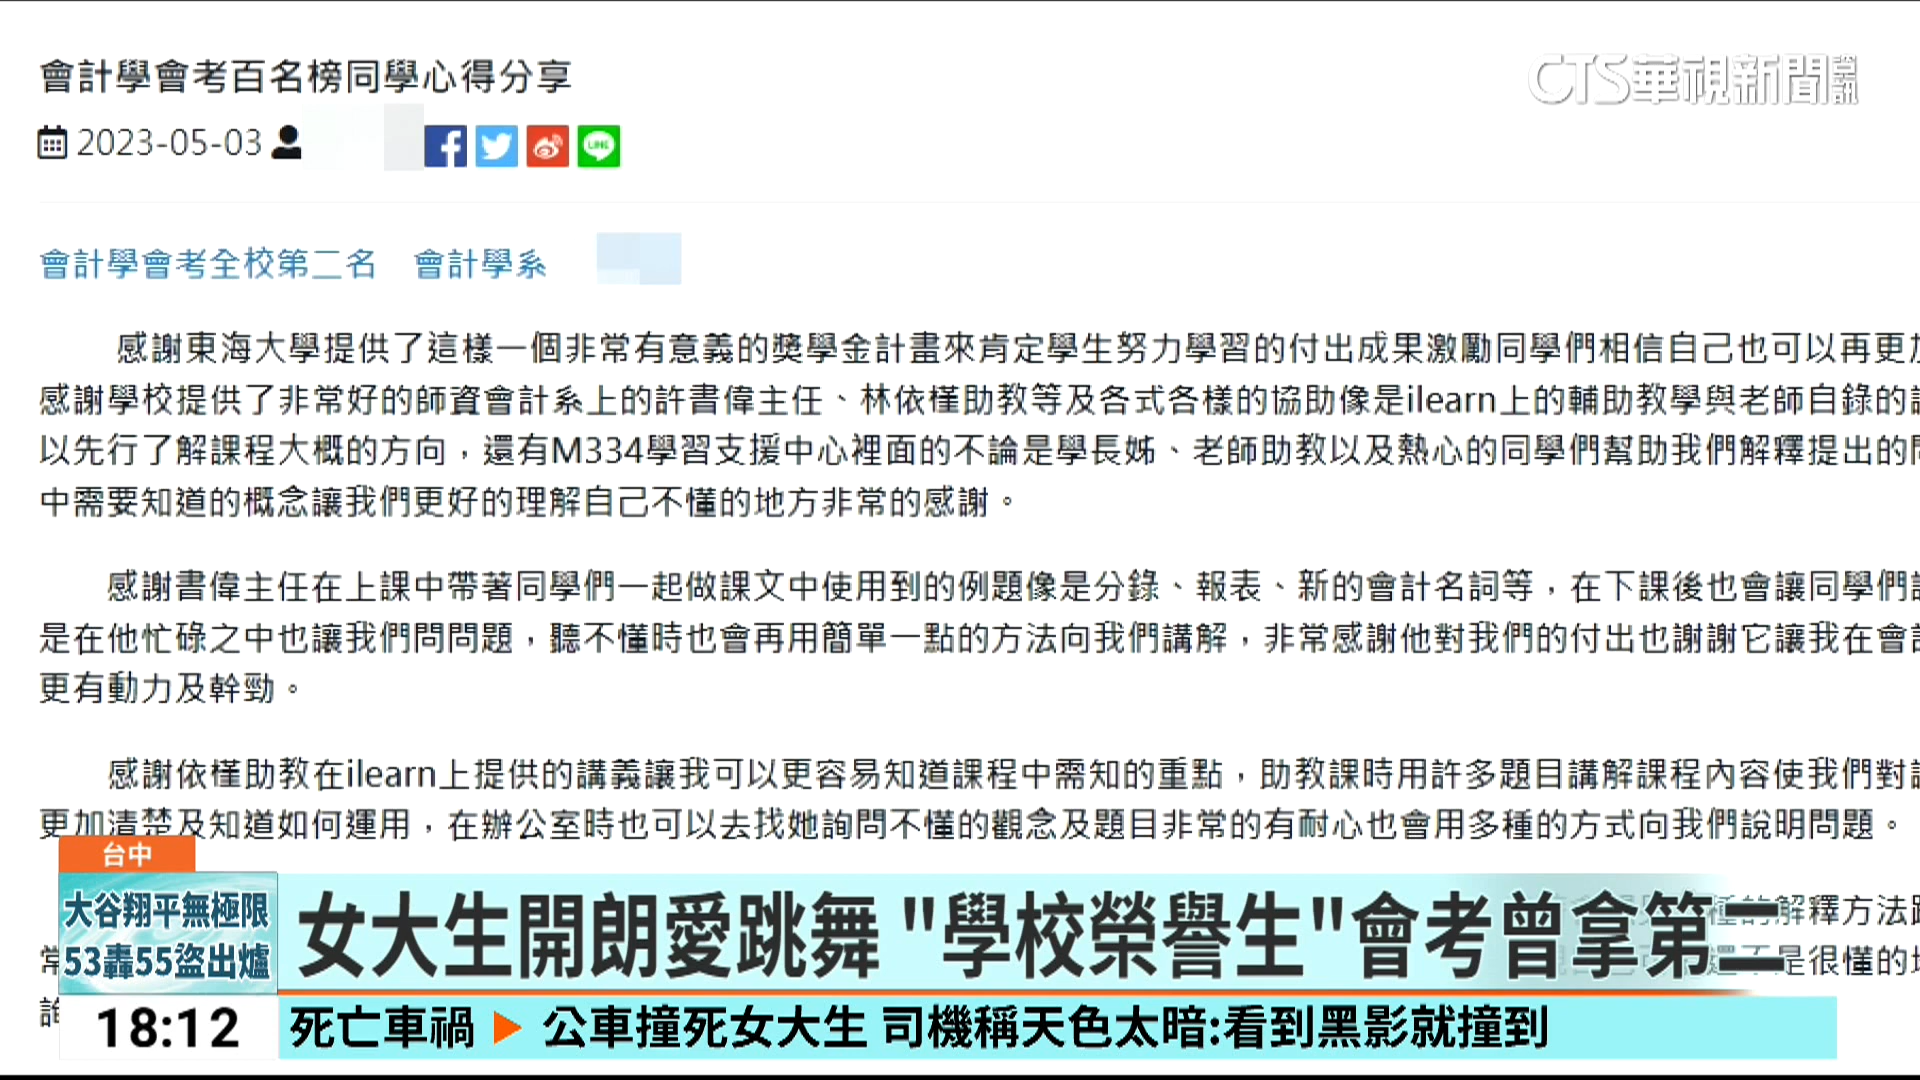 會計學會考百名榜同學心得分享
CTS華視新聞資訊
2023-05-03
LINE
會計學會考全校第二名 會計學系
感謝東海大學提供了這樣一個非常有意義的獎學金計畫來肯定學生努力學習的付出成果激勵同學們相信自己也可以再更加
感謝學校提供了非常好的師資會計系上的許書偉主任、林依槿助教等及各式各樣的協助像是ilearn上的輔助教學與老師自錄的
以先行了解課程大概的方向，還有M334學習支援中心裡面的不論是學長姊、老師助教以及熱心的同學們幫助我們解釋提出的
中需要知道的概念讓我們更好的理解自己不懂的地方非常的感謝。
感謝書偉主任在上課中帶著同學們一起做課文中使用到的例題像是分錄、報表、新的會計名詞等，在下課後也會讓同學們
是在他忙碌之中也讓我們問問題，聽不懂時也會再用簡單一點的方法向我們講解，非常感謝他對我們的付出也謝謝它讓我在會
更有動力及幹勁。
感謝依槿助教在ilearn上提供的講義讓我可以更容易知道課程中需知的重點，助教課時用許多題目講解課程內容使我們對
更加清楚及知道如何運用，在辦公室時也可以去找她詢問不懂的觀念及題目非常的有耐心也會用多種的方式向我們說明問題。
種的解釋方法
常
是很懂的
台中
大谷翔平無極限
53轟55盜出爐
女大生開朗愛跳舞 "學校榮譽生"會考曾拿第二
18:12
死亡車禍 ▶ 公車撞死女大生 司機稱天色太暗:看到黑影就撞到